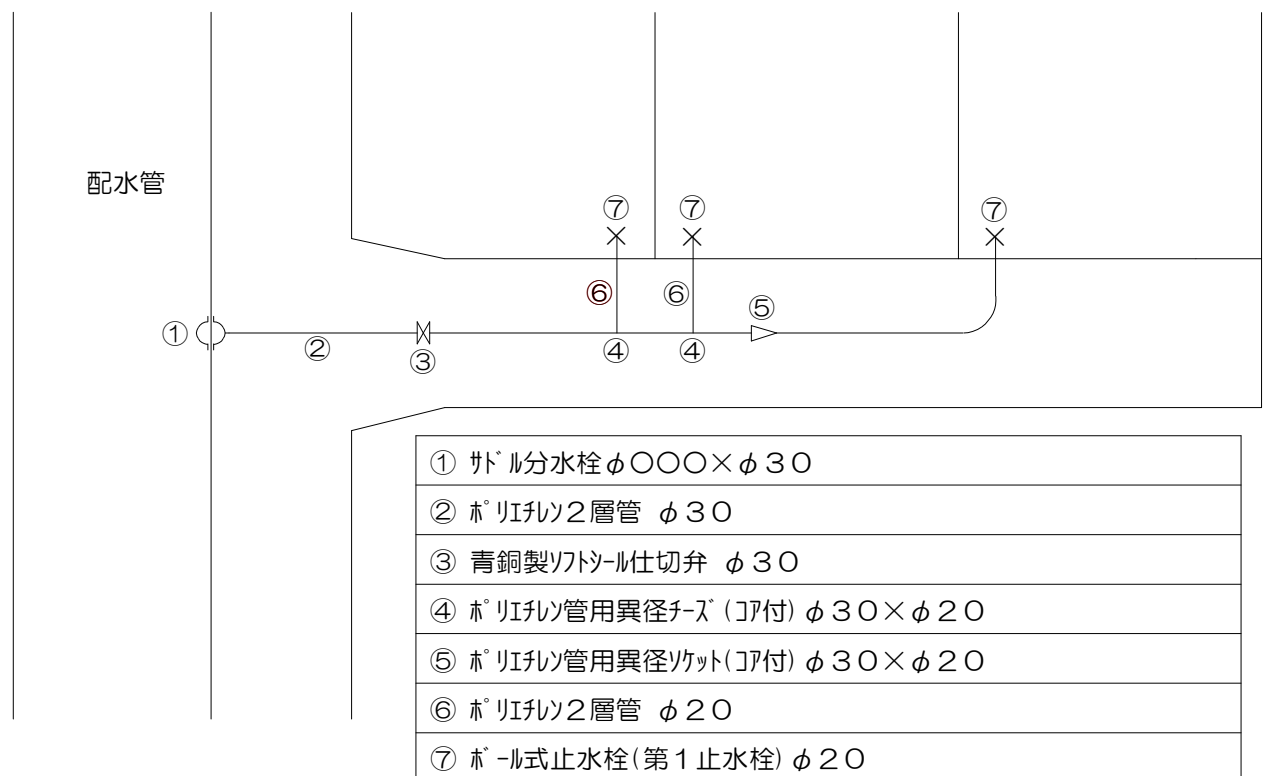 配水管
⑦ ⑦ ⑦
⑥ ⑥ ⑤
① ② ③ ④ ④
① ｻﾄﾞﾙ分水栓φ〇〇〇×φ３０
② ﾎﾟﾘｴﾁﾚﾝ２層管 φ３０
③ 青銅製ｿﾌﾄｼｰﾙ仕切弁 φ３０
④ ﾎﾟﾘｴﾁﾚﾝ管用異径ﾁｰｽﾞ(ｺｱ付)φ３０×φ２０
⑤ ﾎﾟﾘｴﾁﾚﾝ管用異径ｿｹｯﾄ(ｺｱ付)φ３０×φ２０
⑥ ﾎﾟﾘｴﾁﾚﾝ２層管 φ２０
⑦ ﾎﾞｰﾙ式止水栓(第１止水栓)φ２０